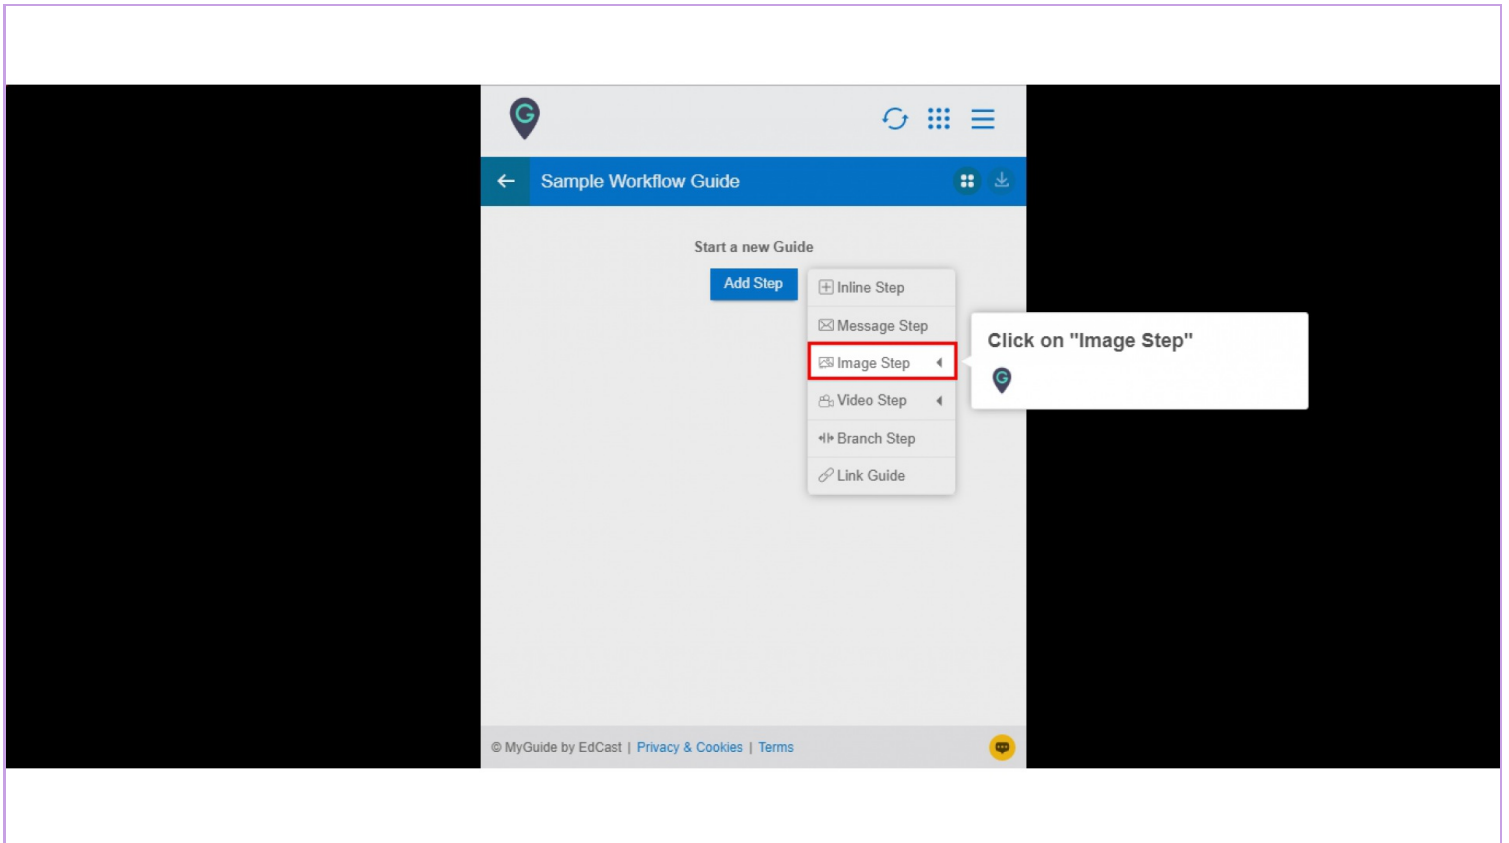 G
Sample Workflow Guide
Start a new Guide
Add Step
Inline Step
Message Step
Image Step
Video Step
Branch Step
Link Guide
Click on "Image Step"
G
© MyGuide by EdCast | Privacy & Cookies | Terms